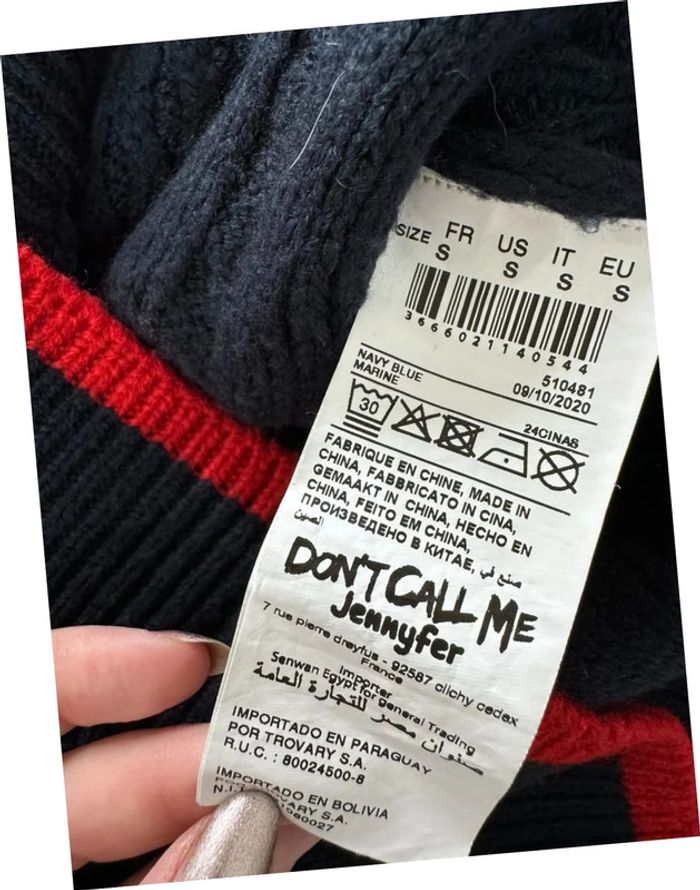 SIZE FR US IT EU
S S S S
3666021140544
NAVY BLUE 510481
MARINE 09/10/2020
30
24CINAS
FABRIQUE EN CHINE, MADE IN
CHINA, FABBRICATO IN CINA,
GEMAAKT IN CHINA, HECHO EN
CHINA, FEITO EM CHINA,
ПРОИЗВЕДЕНО В КИТАЕ, صنع في
الصين
DON'T CALL ME
Jennyfer
7 rue pierre dreyfus - 92587 clichy cedex
France
Importer
Senwan Egypt for general Trading
صنوان مصر للتجارة العامة
IMPORTADO EN PARAGUAY
POR TROVARY S.A.
R.U.C. : 80024500-8
IMPORTADO EN BOLIVIA
VARY S.A.